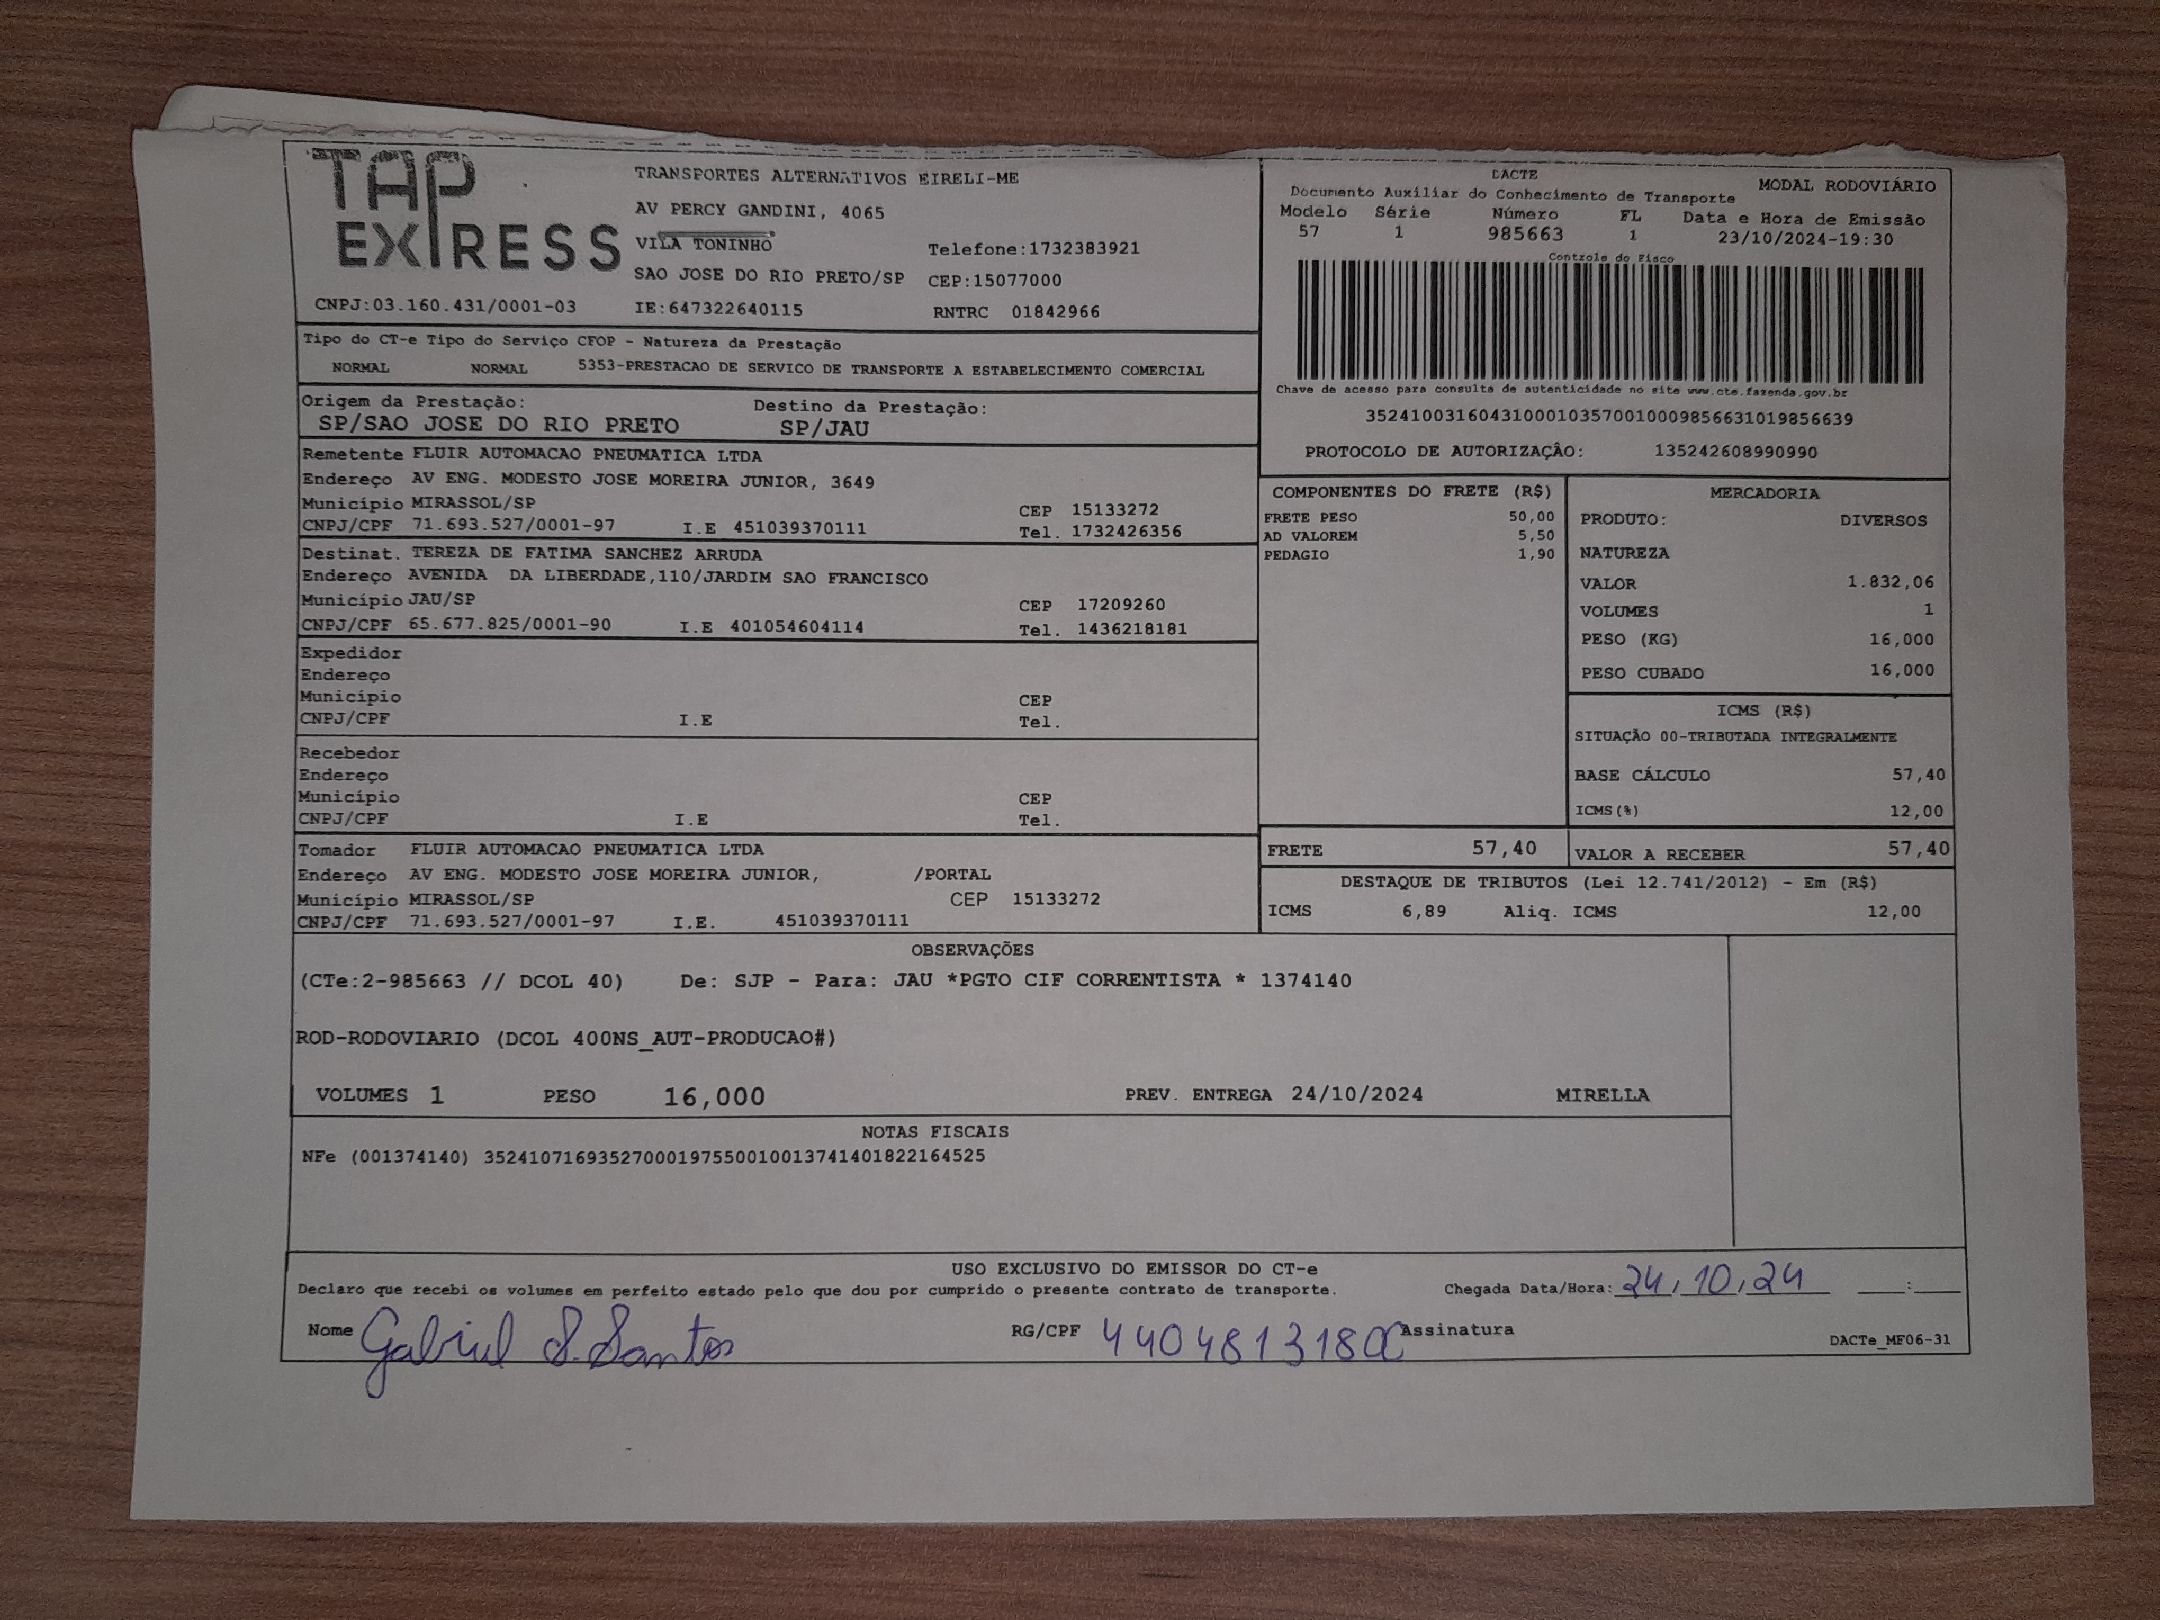 TAP EXPRESS
TRANSPORTES ALTERNATIVOS EIRELI-ME
AV PERCY GANDINI, 4065
VILA TONINHO
Telefone:1732383921
SAO JOSE DO RIO PRETO/SP CEP:15077000
CNPJ:03.160.431/0001-03 IE:647322640115 RNTRC 01842966
DACTE
Documento Auxiliar do Conhecimento de Transporte MODAL RODOVIÁRIO
Modelo Série Número FL Data e Hora de Emissão
57 1 985663 1 23/10/2024-19:30
Controle do Fisco
Chave de acesso para consulta de autenticidade no site www.cte.fazenda.gov.br
35241003160431000103570010009856631019856639
PROTOCOLO DE AUTORIZAÇÂO: 135242608990990
Tipo do CT-e Tipo do Serviço CFOP - Natureza da Prestação
NORMAL NORMAL 5353-PRESTACAO DE SERVICO DE TRANSPORTE A ESTABELECIMENTO COMERCIAL
Origem da Prestação: Destino da Prestação:
SP/SAO JOSE DO RIO PRETO SP/JAU
Remetente FLUIR AUTOMACAO PNEUMATICA LTDA
Endereço AV ENG. MODESTO JOSE MOREIRA JUNIOR, 3649
Município MIRASSOL/SP CEP 15133272
CNPJ/CPF 71.693.527/0001-97 I.E 451039370111 Tel. 1732426356
Destinat. TEREZA DE FATIMA SANCHEZ ARRUDA
Endereço AVENIDA DA LIBERDADE,110/JARDIM SAO FRANCISCO
Município JAU/SP CEP 17209260
CNPJ/CPF 65.677.825/0001-90 I.E 401054604114 Tel. 1436218181
Expedidor
Endereço
Município CEP
CNPJ/CPF I.E Tel.
Recebedor
Endereço
Município CEP
CNPJ/CPF I.E Tel.
Tomador FLUIR AUTOMACAO PNEUMATICA LTDA
Endereço AV ENG. MODESTO JOSE MOREIRA JUNIOR, /PORTAL
Município MIRASSOL/SP CEP 15133272
CNPJ/CPF 71.693.527/0001-97 I.E. 451039370111
COMPONENTES DO FRETE (R$)
FRETE PESO 50,00
AD VALOREM 5,50
PEDAGIO 1,90
MERCADORIA
PRODUTO: DIVERSOS
NATUREZA
VALOR 1.832,06
VOLUMES 1
PESO (KG) 16,000
PESO CUBADO 16,000
ICMS (R$)
SITUAÇÃO 00-TRIBUTADA INTEGRALMENTE
BASE CÁLCULO 57,40
ICMS(%) 12,00
FRETE 57,40 VALOR A RECEBER 57,40
DESTAQUE DE TRIBUTOS (Lei 12.741/2012) - Em (R$)
ICMS 6,89 Aliq. ICMS 12,00
OBSERVAÇÕES
(CTe:2-985663 // DCOL 40) De: SJP - Para: JAU *PGTO CIF CORRENTISTA * 1374140
ROD-RODOVIARIO (DCOL 400NS_AUT-PRODUCAO#)
VOLUMES 1 PESO 16,000 PREV. ENTREGA 24/10/2024 MIRELLA
NOTAS FISCAIS
NFe (001374140) 35241071693527000197550010013741401822164525
USO EXCLUSIVO DO EMISSOR DO CT-e
Declaro que recebi os volumes em perfeito estado pelo que dou por cumprido o presente contrato de transporte. Chegada Data/Hora: 24,10,24 :
Nome Gabriel S. Santos RG/CPF Assinatura
DACTe_MF06-31